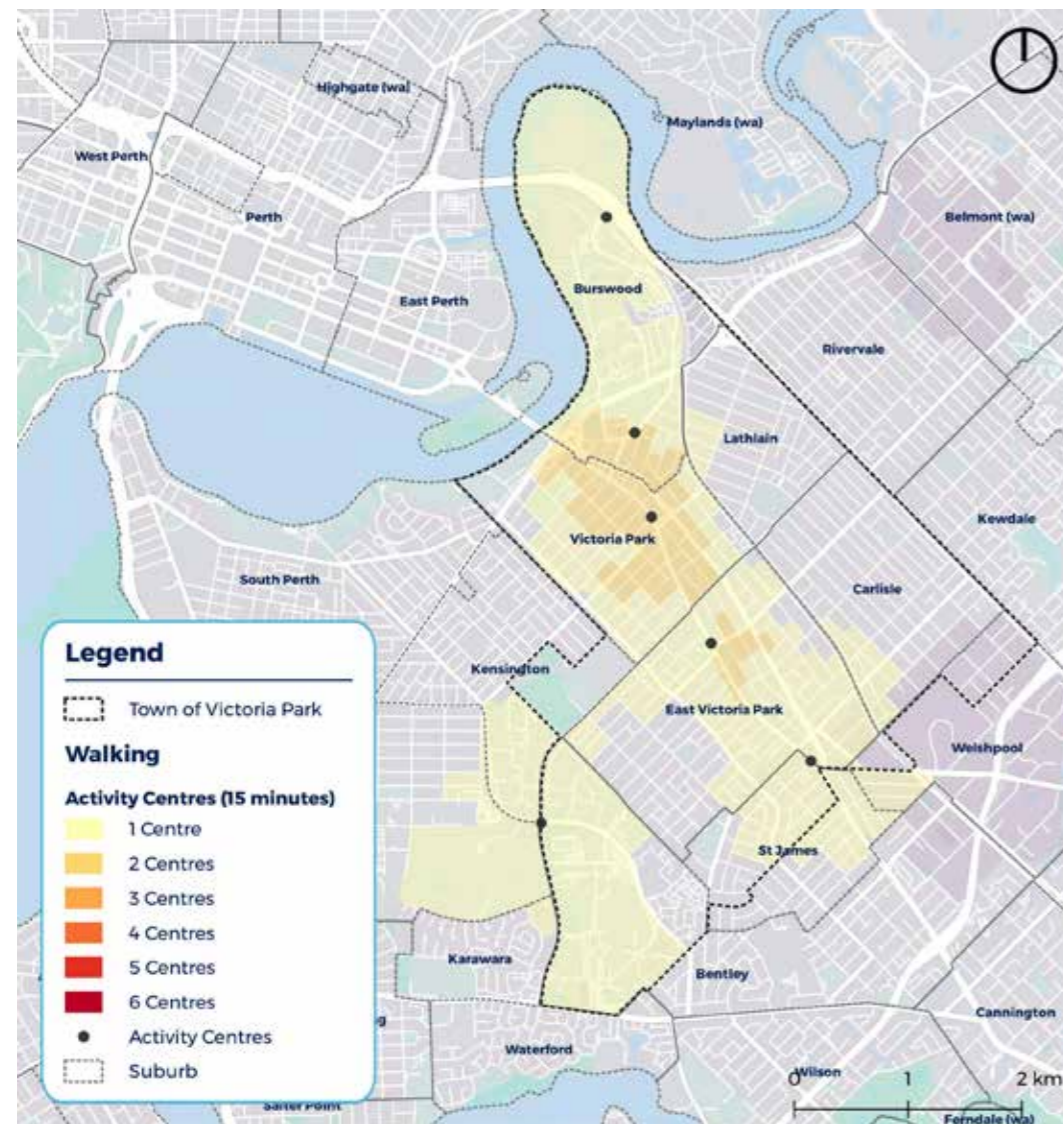 Highgate (wa)
Maylands (wa)
West Perth
Perth
Belmont (wa)
East Perth
Burswood
Rivervale
Lathlain
Kewdale
Victoria Park
South Perth
Carlisle
Kensington
East Victoria Park
Welshpool
St James
Karawara
Bentley
Cannington
Waterford
Wilson
Salter Point
Ferndale (wa)
Legend
Town of Victoria Park
Walking
Activity Centres (15 minutes)
1 Centre
2 Centres
3 Centres
4 Centres
5 Centres
6 Centres
Activity Centres
Suburb
0 1 2 km